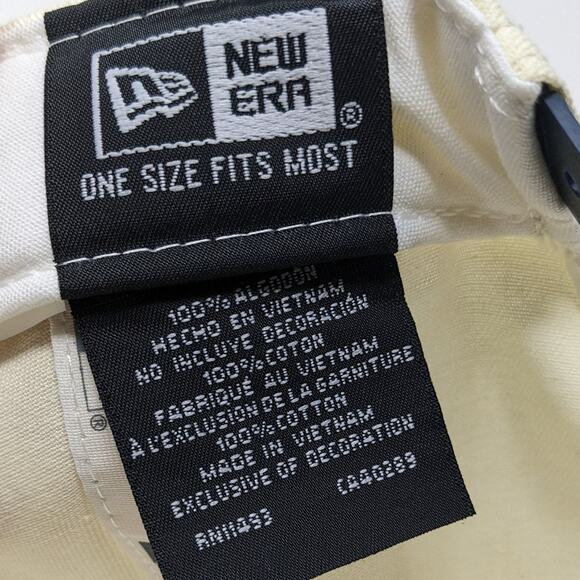 NEW
ERA
®
ONE SIZE FITS MOST
100% ALGODÓN
HECHO EN VIETNAM
NO INCLUYE DECORACIÓN
100% COTON
FABRIQUÉ AU VIETNAM
À L'EXCLUSION DE LA GARNITURE
100% COTTON
MADE IN VIETNAM
EXCLUSIVE OF DECORATION
RN11493 CA40389
®